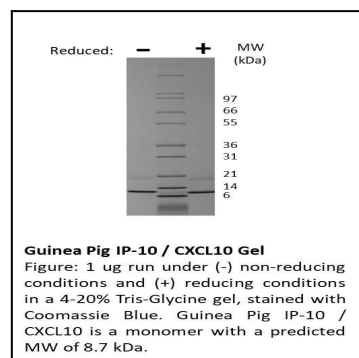 Reduced: − + MW
(kDa)
97
66
55
36
31
21
14
6
Guinea Pig IP-10 / CXCL10 Gel
Figure: 1 ug run under (-) non-reducing
conditions and (+) reducing conditions
in a 4-20% Tris-Glycine gel, stained with
Coomassie Blue. Guinea Pig IP-10 /
CXCL10 is a monomer with a predicted
MW of 8.7 kDa.